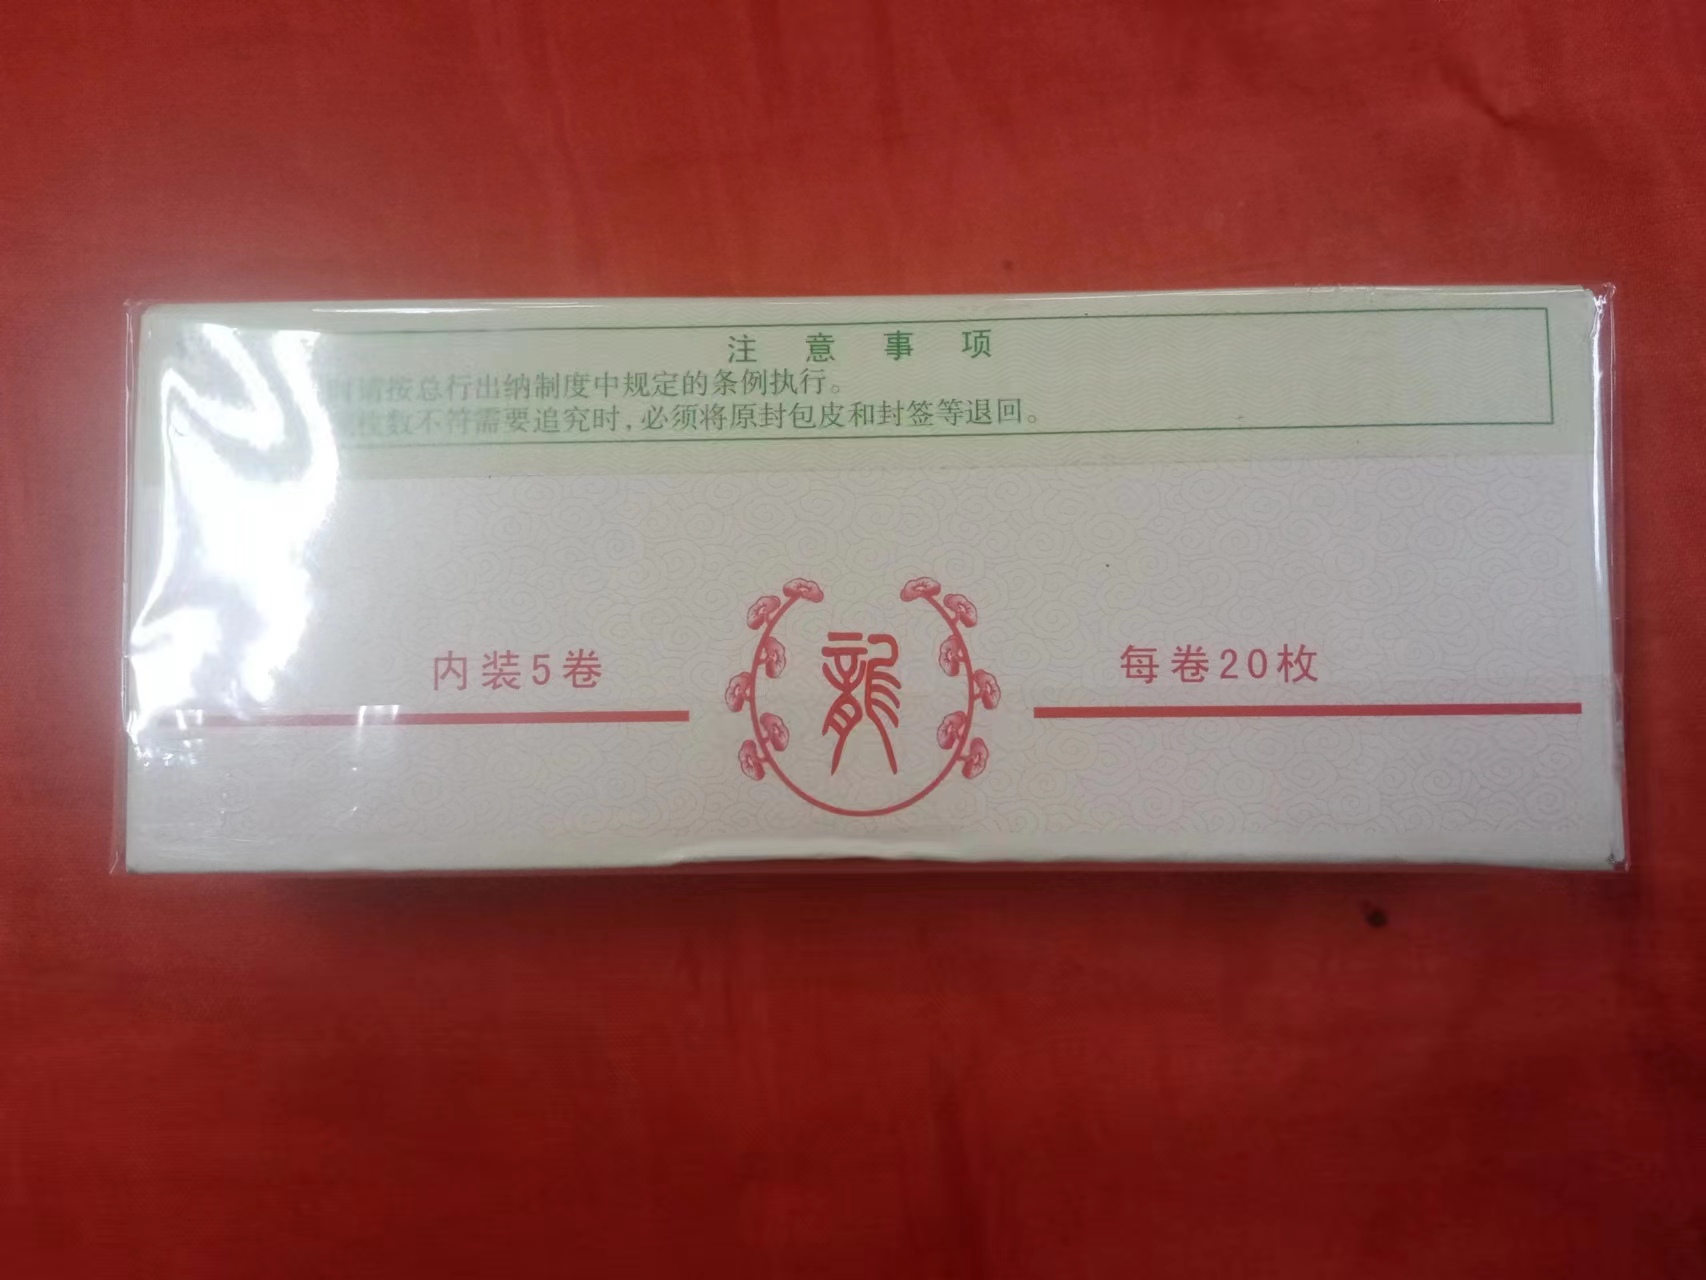 注意事项
请按总行出纳制度中规定的条例执行。
枚数不符需要追究时,必须将原封包皮和封签等退回。
内装5卷
龍
每卷20枚